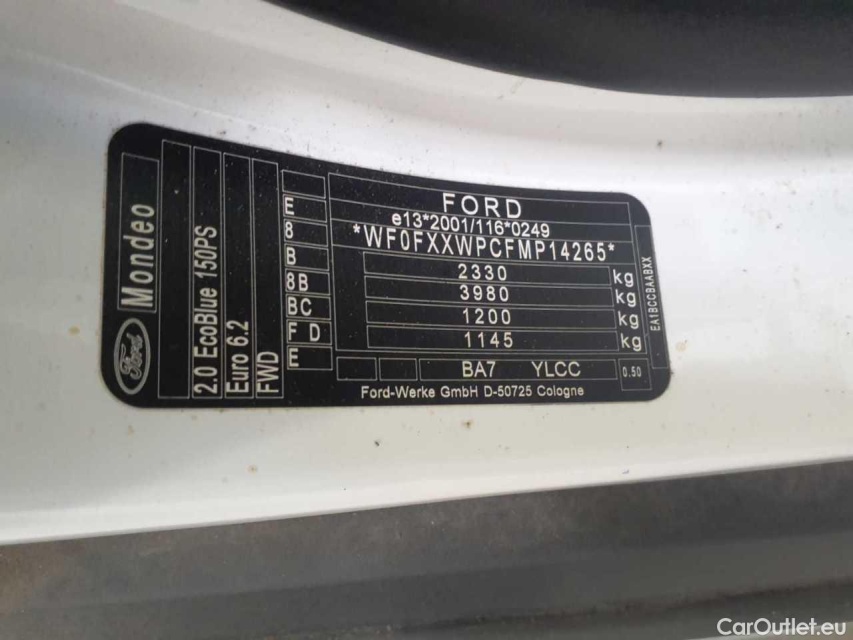 Ford
Mondeo
2.0 EcoBlue 150PS
Euro 6.2
FWD
E
8
B
8B
BC
F D
E
FORD
e13*2001/116*0249
*WF0FXXWPCFMP14265*
2330 kg
3980 kg
1200 kg
1145 kg
BA7 YLCC
0.50
Ford-Werke GmbH D-50725 Cologne
EA1BCCBAABXX
CarOutlet.eu